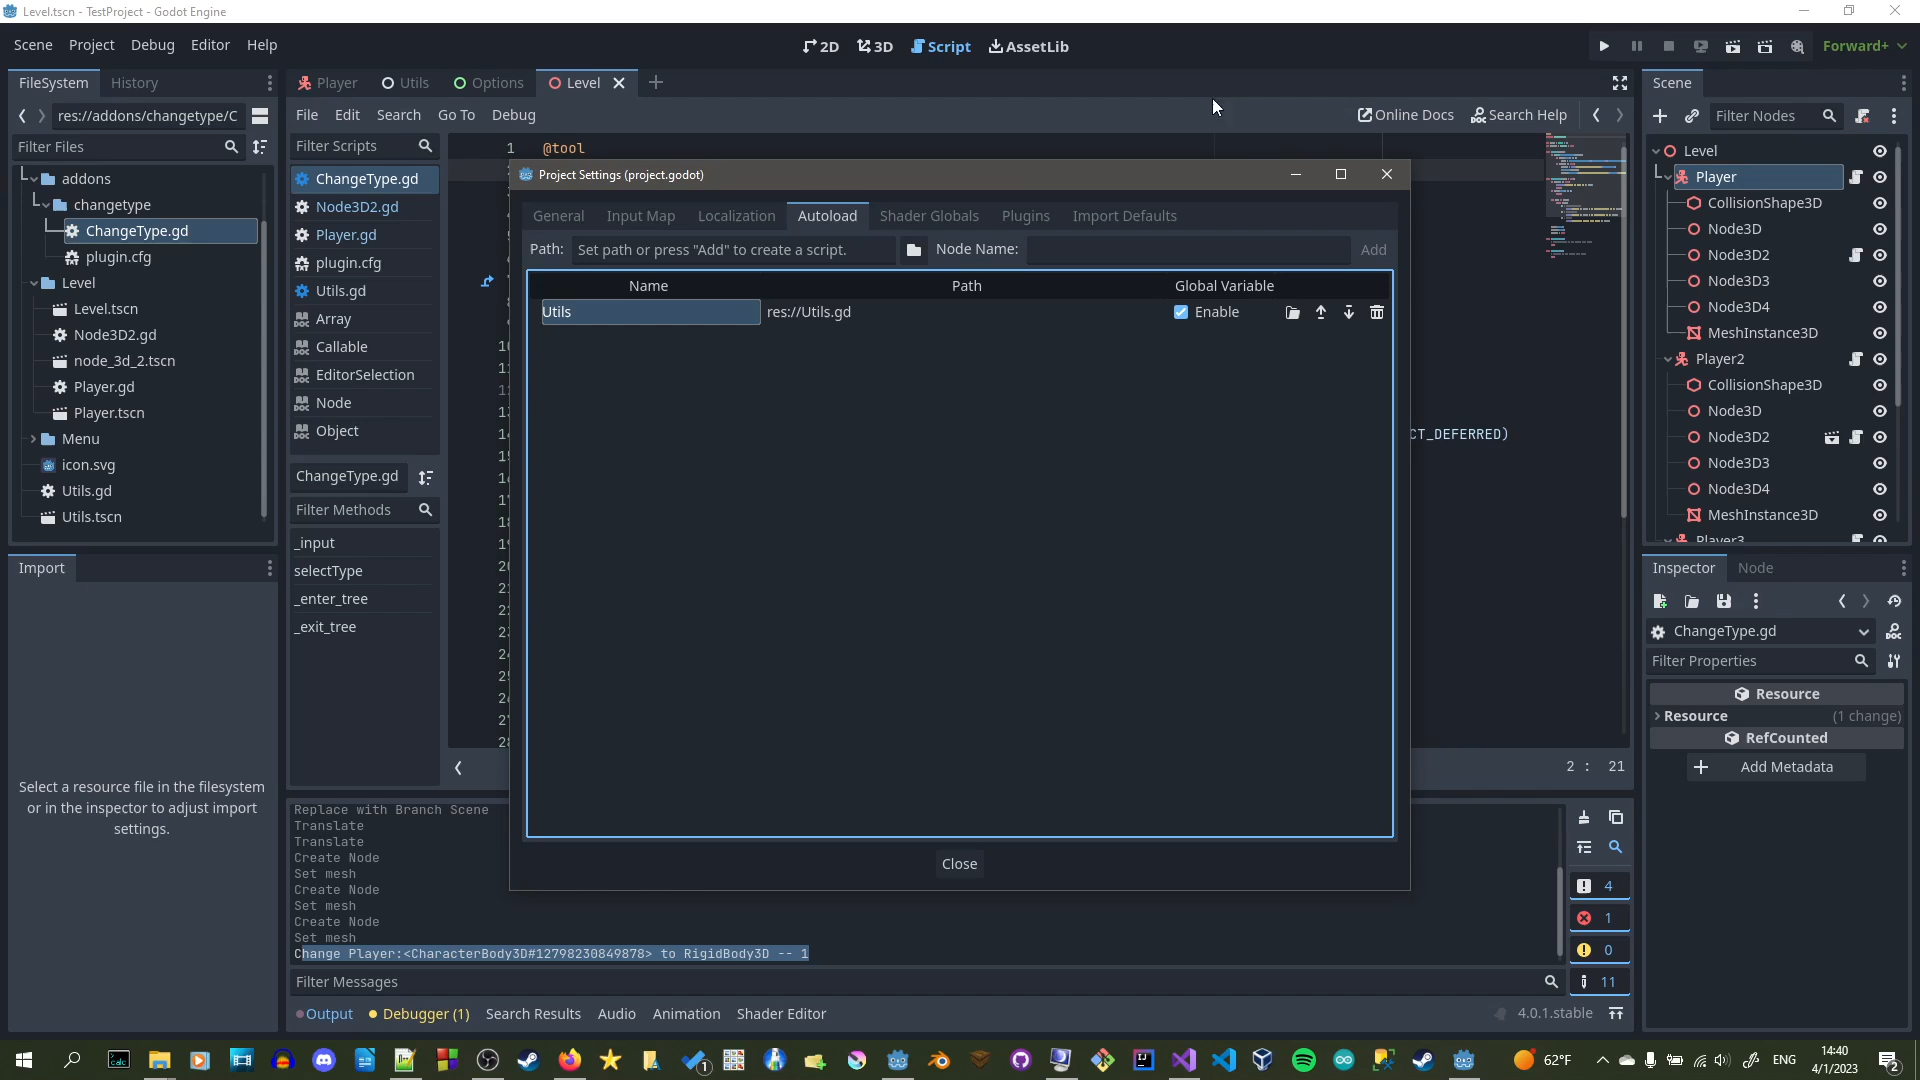 Level.tscn - TestProject - Godot Engine
Scene Project Debug Editor Help
2D 3D Script AssetLib
Forward+
FileSystem History
Player Utils Options Level
Scene
res://addons/changetype/C
File Edit Search Go To Debug
Online Docs Search Help
Filter Nodes
Filter Files
Filter Scripts
1 @tool
addons
changetype
ChangeType.gd
plugin.cfg
Level
Level.tscn
Node3D2.gd
node_3d_2.tscn
Player.gd
Player.tscn
Menu
icon.svg
Utils.gd
Utils.tscn
ChangeType.gd
Node3D2.gd
Player.gd
plugin.cfg
Utils.gd
Array
Callable
EditorSelection
Node
Object
ChangeType.gd
Filter Methods
_input
selectType
_enter_tree
_exit_tree
Project Settings (project.godot)
General Input Map Localization Autoload Shader Globals Plugins Import Defaults
Path: Set path or press "Add" to create a script. Node Name: Add
Name Path Global Variable
Utils res://Utils.gd Enable
Close
CT_DEFERRED)
2 : 21
Level
Player
CollisionShape3D
Node3D
Node3D2
Node3D3
Node3D4
MeshInstance3D
Player2
CollisionShape3D
Node3D
Node3D2
Node3D3
Node3D4
MeshInstance3D
Player3
Import
Select a resource file in the filesystem
or in the inspector to adjust import
settings.
Inspector Node
ChangeType.gd
Filter Properties
Resource
Resource (1 change)
RefCounted
Add Metadata
Replace with Branch Scene
Translate
Translate
Create Node
Set mesh
Create Node
Set mesh
Create Node
Set mesh
Change Player:<CharacterBody3D#12798230849878> to RigidBody3D -- 1
4
1
0
11
Filter Messages
Output Debugger (1) Search Results Audio Animation Shader Editor
4.0.1.stable
62°F
ENG
14:40
4/1/2023